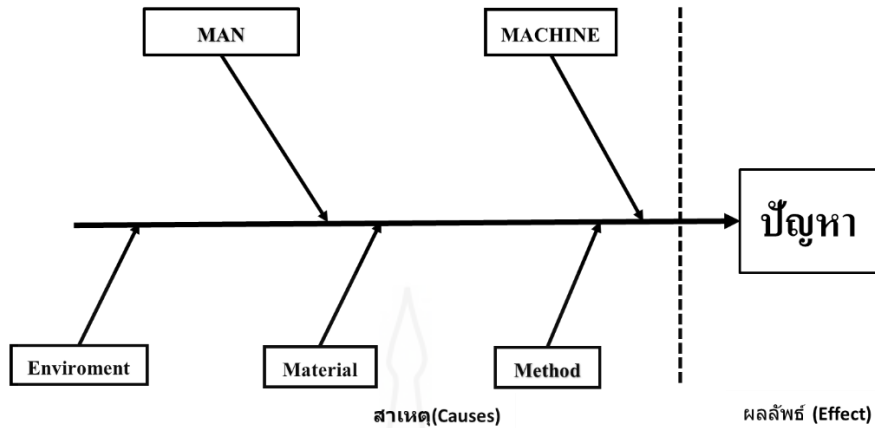 MAN
MACHINE
ปัญหา
Enviroment
Material
Method
สาเหตุ(Causes)
ผลลัพธ์ (Effect)